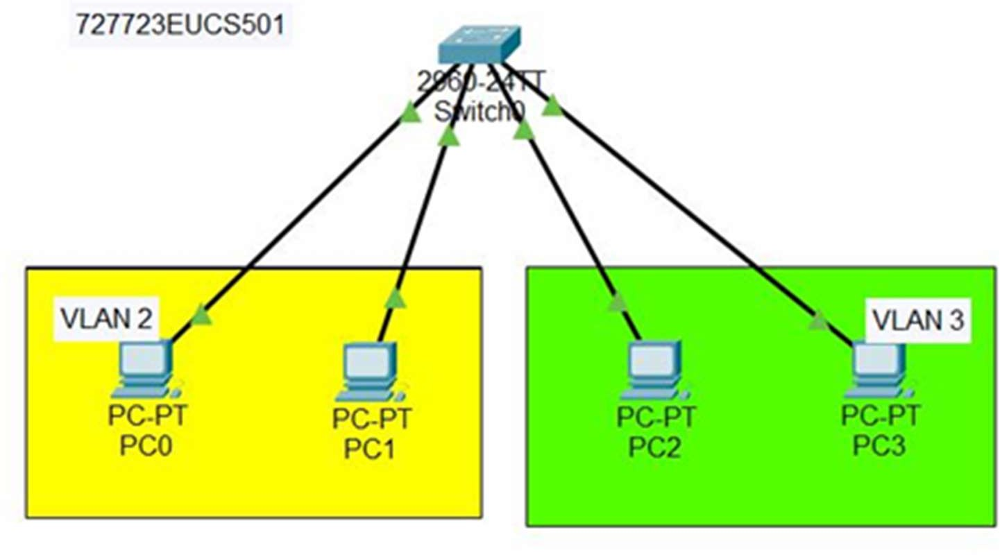 727723EUCS501
2960-24TT
Switch0
VLAN 2
VLAN 3
PC-PT
PC0
PC-PT
PC1
PC-PT
PC2
PC-PT
PC3